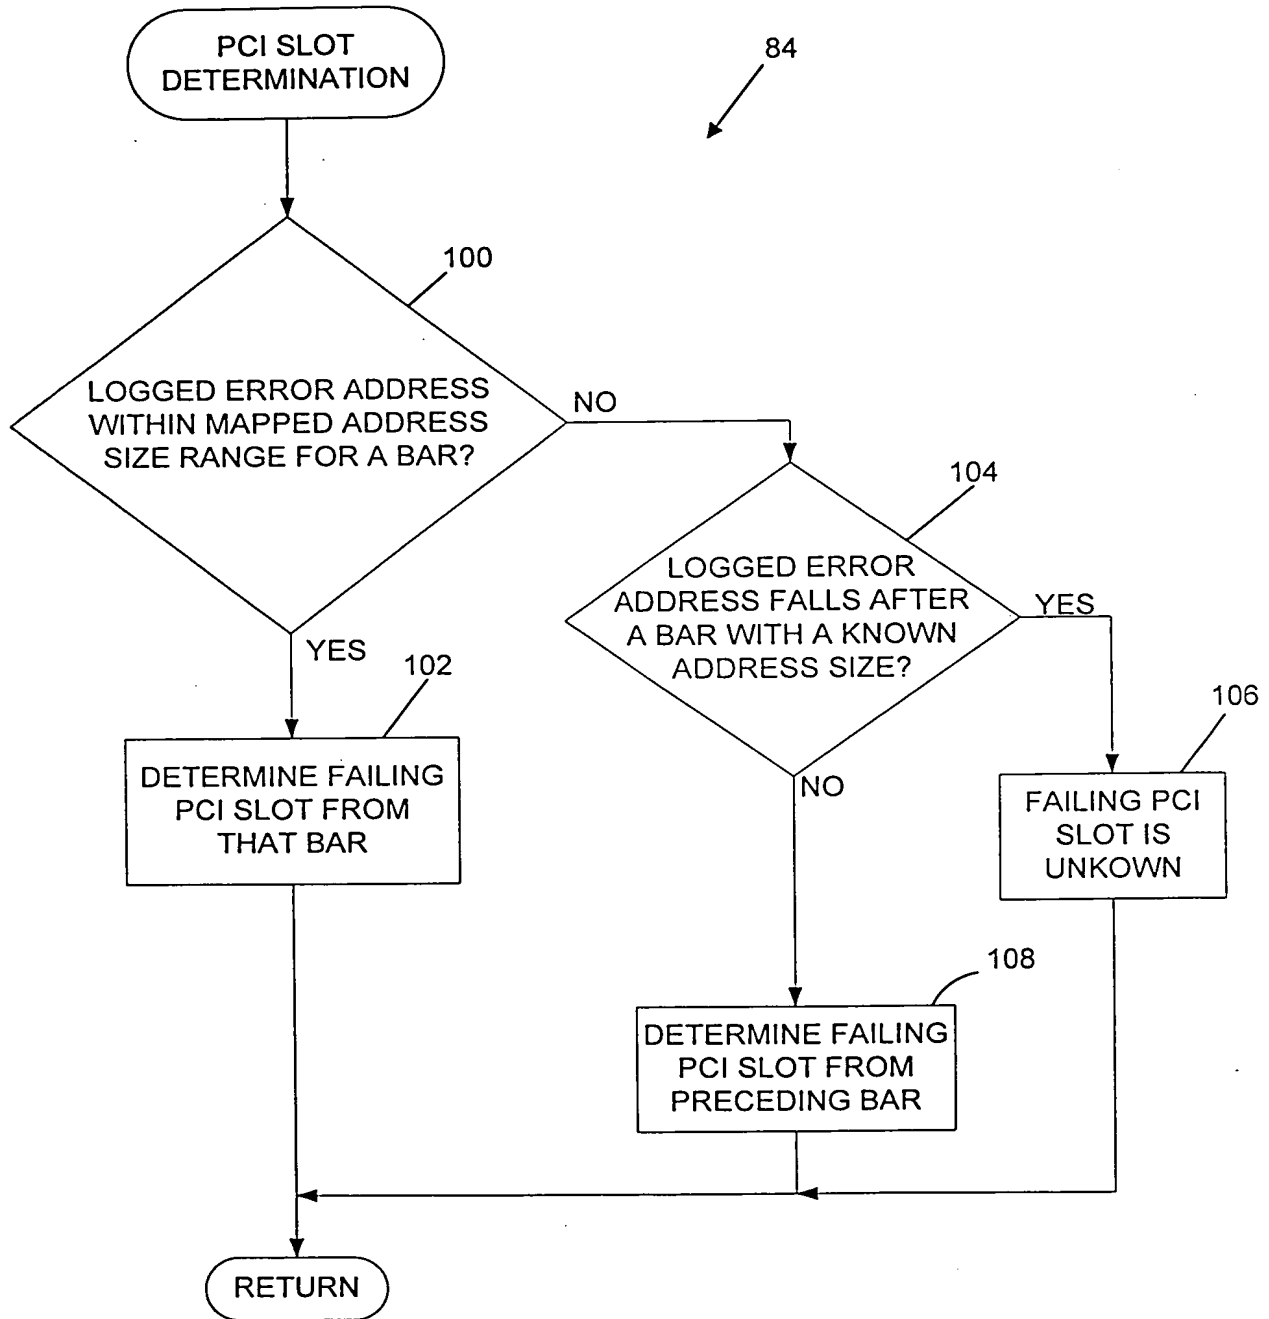 PCI SLOT
DETERMINATION
84
100
LOGGED ERROR ADDRESS
WITHIN MAPPED ADDRESS
SIZE RANGE FOR A BAR?
NO
104
LOGGED ERROR
ADDRESS FALLS AFTER
A BAR WITH A KNOWN
ADDRESS SIZE?
YES
YES
102
106
DETERMINE FAILING
PCI SLOT FROM
THAT BAR
NO
FAILING PCI
SLOT IS
UNKOWN
108
DETERMINE FAILING
PCI SLOT FROM
PRECEDING BAR
RETURN